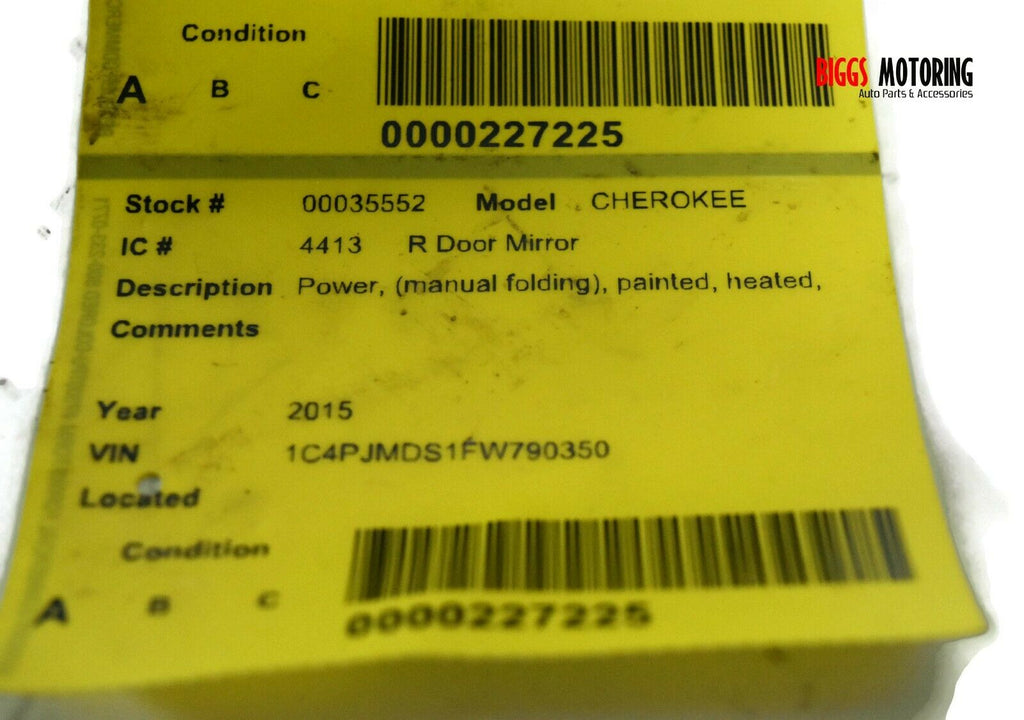 Condition
A B C
0000227225
BIGGS MOTORING
Auto Parts & Accessories
Stock # 00035552 Model CHEROKEE
IC # 4413 R Door Mirror
Description Power, (manual folding), painted, heated,
Comments
Year 2015
VIN 1C4PJMDS1FW790350
Located
Condition
A B C
0000227225